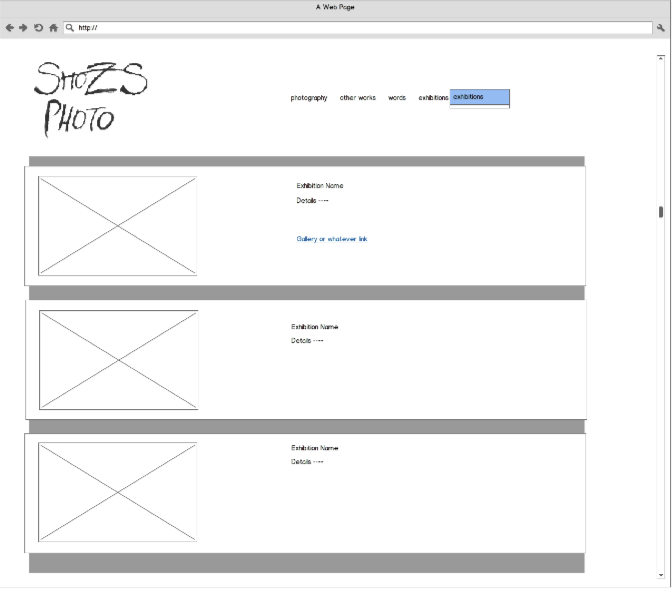 A Web Page
http://
SHOZS
PHOTO
photography other works words exhibitions exhibitions
Exhibition Name
Details ----
Gallery or whatever link
Exhibition Name
Details ----
Exhibition Name
Details ----